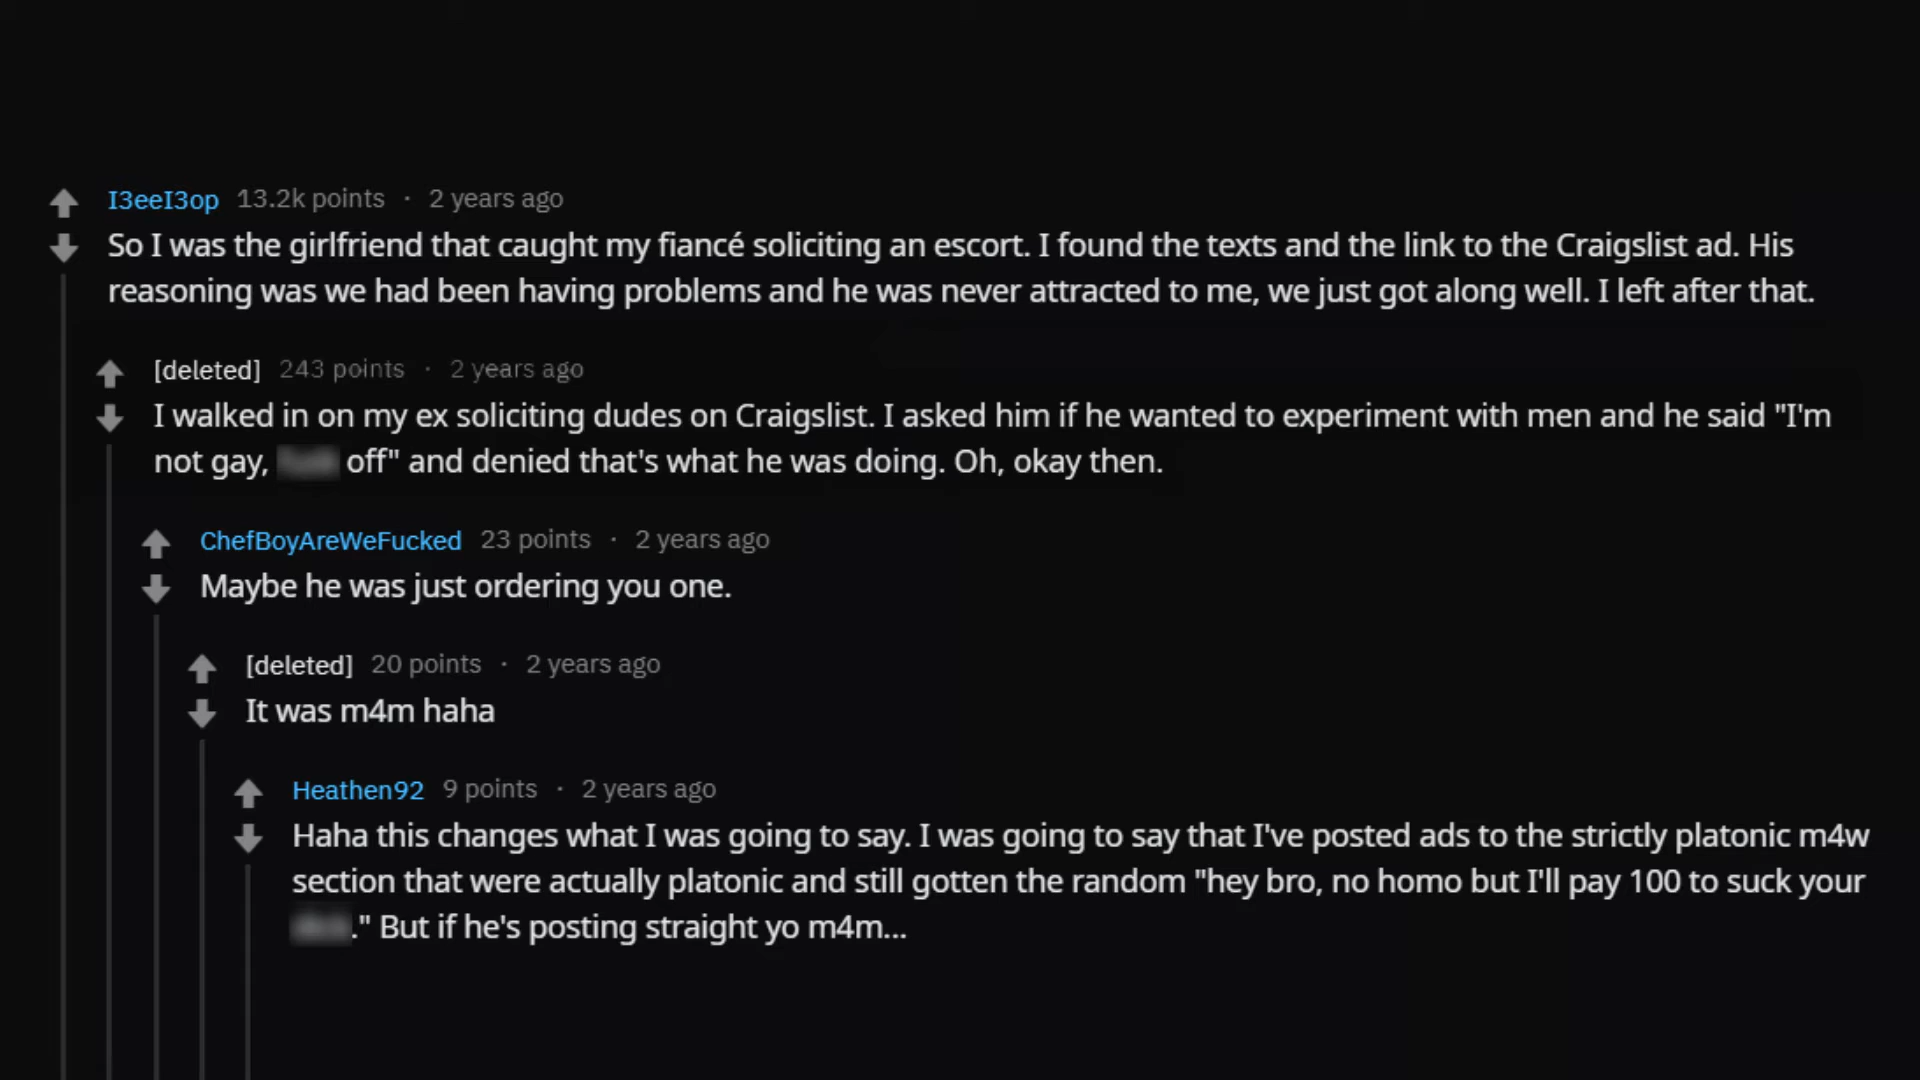 I3eeI3op 13.2k points · 2 years ago
So I was the girlfriend that caught my fiancé soliciting an escort. I found the texts and the link to the Craigslist ad. His
reasoning was we had been having problems and he was never attracted to me, we just got along well. I left after that.
[deleted] 243 points · 2 years ago
I walked in on my ex soliciting dudes on Craigslist. I asked him if he wanted to experiment with men and he said "I'm
not gay, off" and denied that's what he was doing. Oh, okay then.
ChefBoyAreWeFucked 23 points · 2 years ago
Maybe he was just ordering you one.
[deleted] 20 points · 2 years ago
It was m4m haha
Heathen92 9 points · 2 years ago
Haha this changes what I was going to say. I was going to say that I've posted ads to the strictly platonic m4w
section that were actually platonic and still gotten the random "hey bro, no homo but I'll pay 100 to suck your
." But if he's posting straight yo m4m...